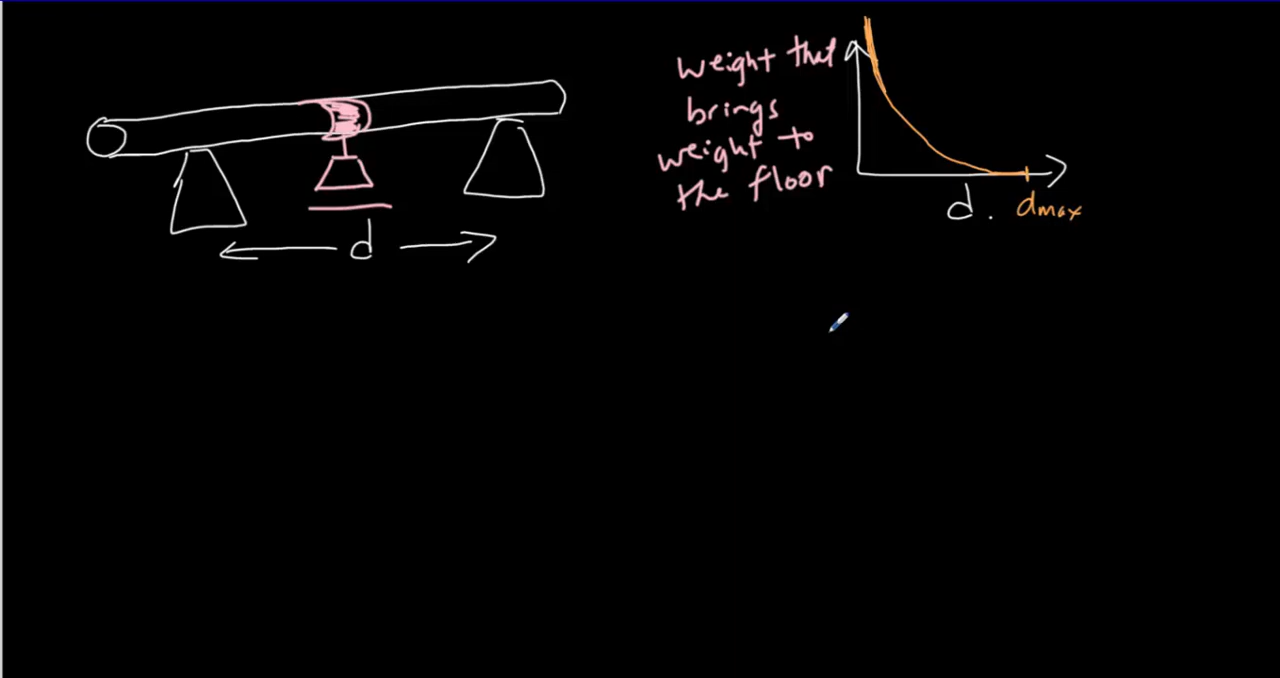 weight that
brings
weight to
the floor
d
d.
dmax